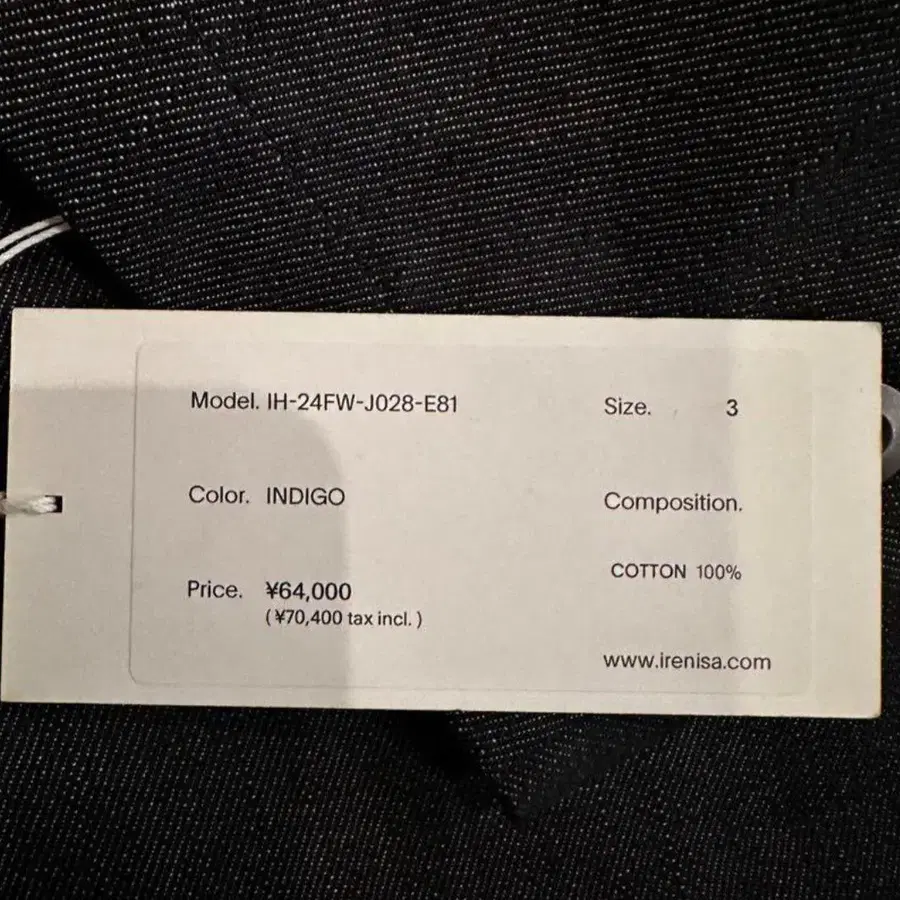 Model. IH-24FW-J028-E81
Size. 3
Color. INDIGO
Composition.
COTTON 100%
Price. ¥64,000
(¥70,400 tax incl. )
www.irenisa.com